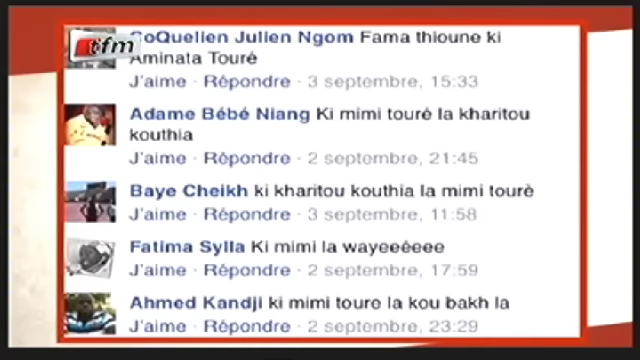 tfm
CoQuelien Julien Ngom Fama thioune ki
Aminata Touré
J'aime · Répondre · 3 septembre, 15:33
Adame Bébé Niang Ki mimi touré la kharitou
kouthia
J'aime · Répondre · 2 septembre, 21:45
Baye Cheikh ki kharitou kouthia la mimi tourè
J'aime · Répondre · 3 septembre, 11:58
Fatima Sylla Ki mimi la wayeeéeee
J'aime · Répondre · 2 septembre, 17:59
Ahmed Kandji ki mimi toure la kou bakh la
J'aime · Répondre · 2 septembre, 23:29